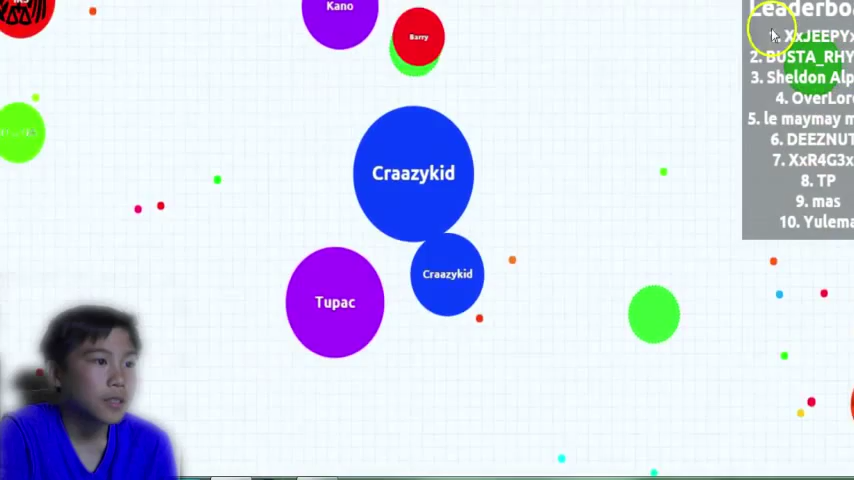 Kano
Barry
Craazykid
Craazykid
Tupac
Leaderboa
1. XxJEEPYx
2. BUSTA_RHY
3. Sheldon Alp
4. OverLor
5. le maymay m
6. DEEZNUT
7. XxR4G3x
8. TP
9. mas
10. Yulema